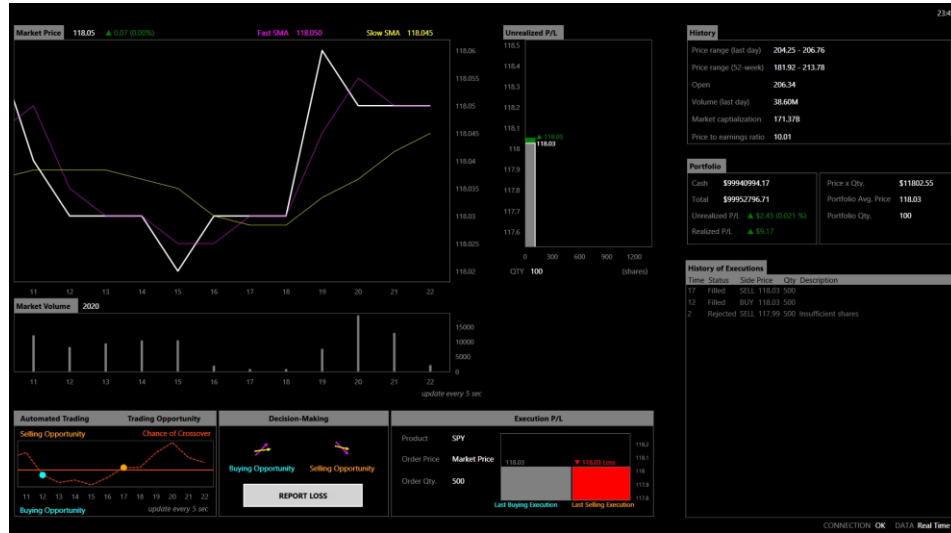 23:4
Market Price 118.05 ▲ 0.07 (0.00%) Fast SMA 118.050 Slow SMA 118.045
118.06
118.055
118.05
118.045
118.04
118.035
118.03
118.025
118.02
11 12 13 14 15 16 17 18 19 20 21 22
Market Volume 2020
15000
10000
5000
0
11 12 13 14 15 16 17 18 19 20 21 22
update every 5 sec
Unrealized P/L
118.5
118.4
118.3
118.2
118.1
118
117.9
117.8
117.7
117.6
▲ 118.05
118.03
0 300 600 900 1200
QTY 100 (shares)
History
Price range (last day) 204.25 - 206.76
Price range (52-week) 181.92 - 213.78
Open 206.34
Volume (last day) 38.60M
Market captialization 171.37B
Price to earnings ratio 10.01
Portfolio
Cash $99940994.17 Price x Qty. $11802.55
Total $99952796.71 Portfolio Avg. Price 118.03
Unrealized P/L ▲ $2.45 (0.021 %) Portfolio Qty. 100
Realized P/L ▲ $9.17
History of Executions
Time Status Side Price Qty Description
17 Filled SELL 118.03 500
12 Filled BUY 118.03 500
2 Rejected SELL 117.99 500 Insufficient shares
Automated Trading Trading Opportunity
Selling Opportunity Chance of Crossover
11 12 13 14 15 16 17 18 19 20 21 22
Buying Opportunity update every 5 sec
Decision-Making
Buying Opportunity Selling Opportunity
REPORT LOSS
Execution P/L
Product SPY
Order Price Market Price
Order Qty. 500
118.03 ▼ 118.03 Loss
118.2
118.1
118
117.9
117.8
Last Buying Execution Last Selling Execution
CONNECTION OK DATA Real Time